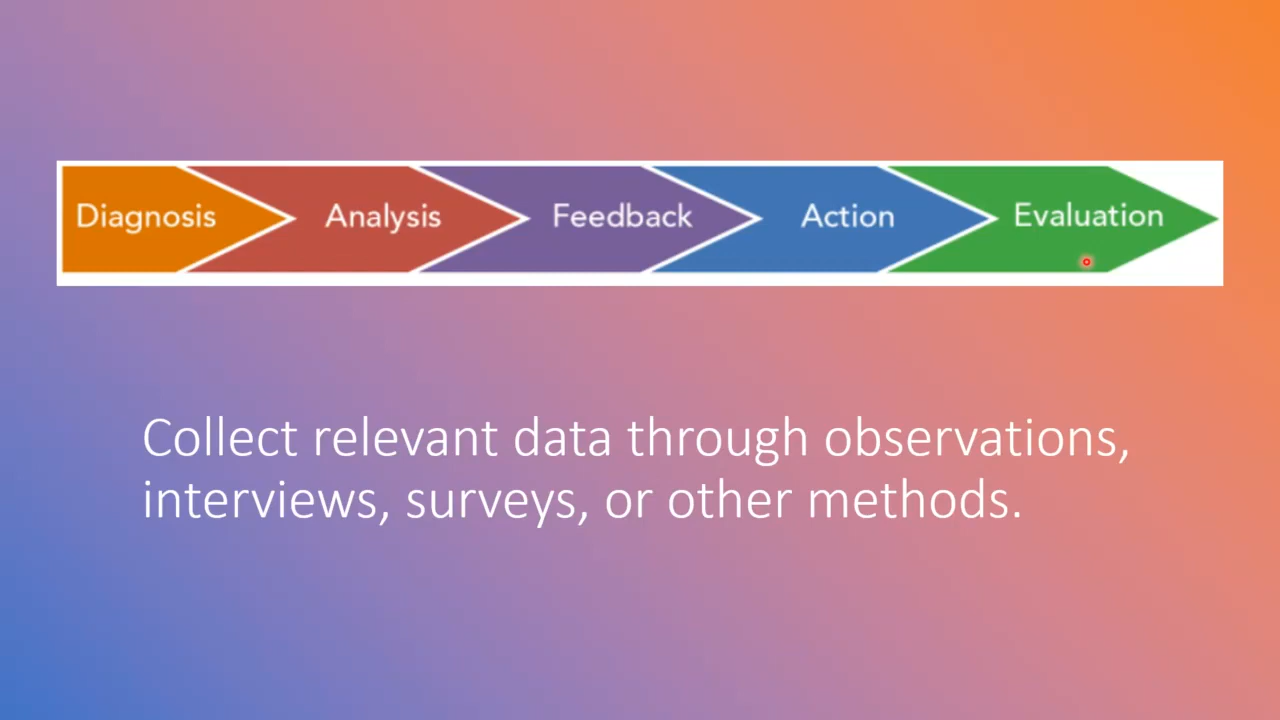 Diagnosis Analysis Feedback Action Evaluation
Collect relevant data through observations,
interviews, surveys, or other methods.